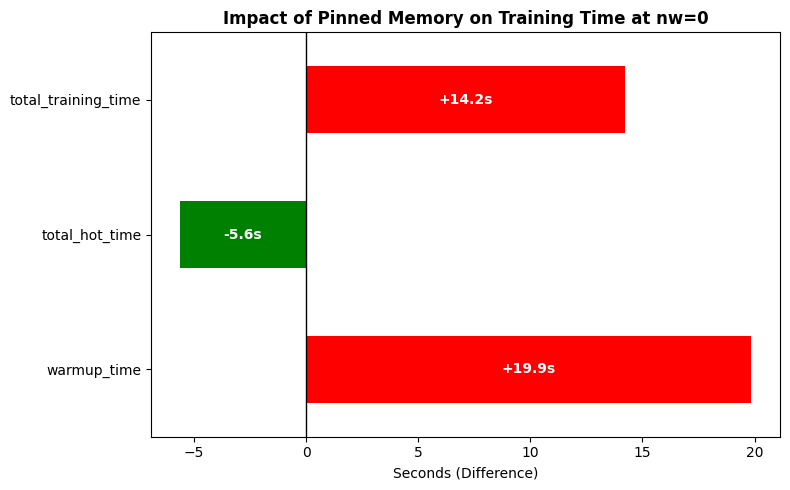 Impact of Pinned Memory on Training Time at nw=0
total_training_time
+14.2s
total_hot_time
-5.6s
warmup_time
+19.9s
−5 0 5 10 15 20
Seconds (Difference)